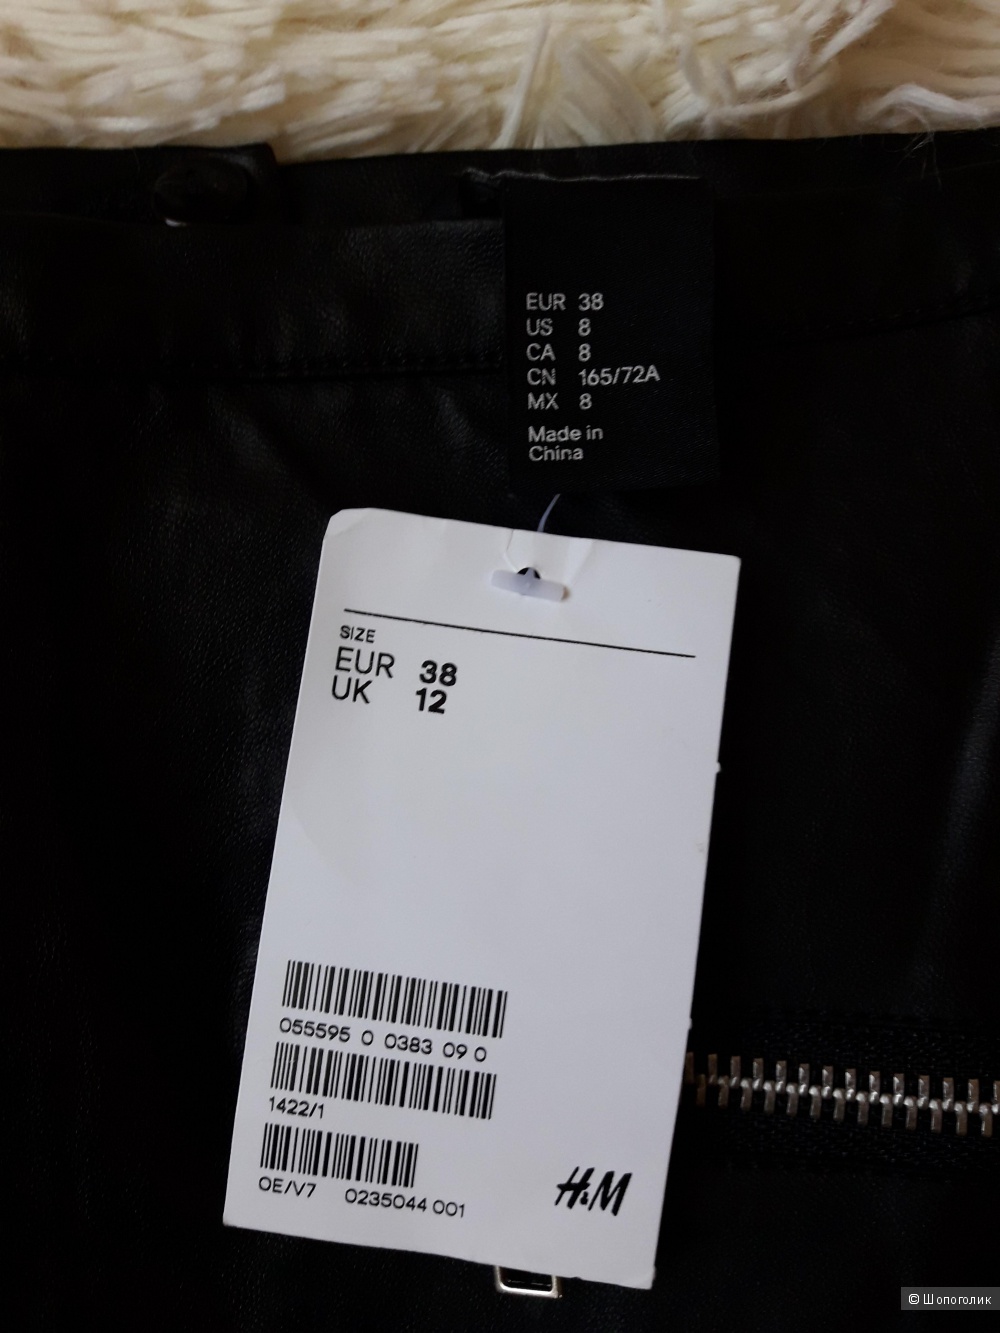 EUR 38
US 8
CA 8
CN 165/72A
MX 8
Made in
China
SIZE
EUR 38
UK 12
055595 0 0383 09 0
1422/1
OE/V7 0235044 001
H&M
© Шопоголик